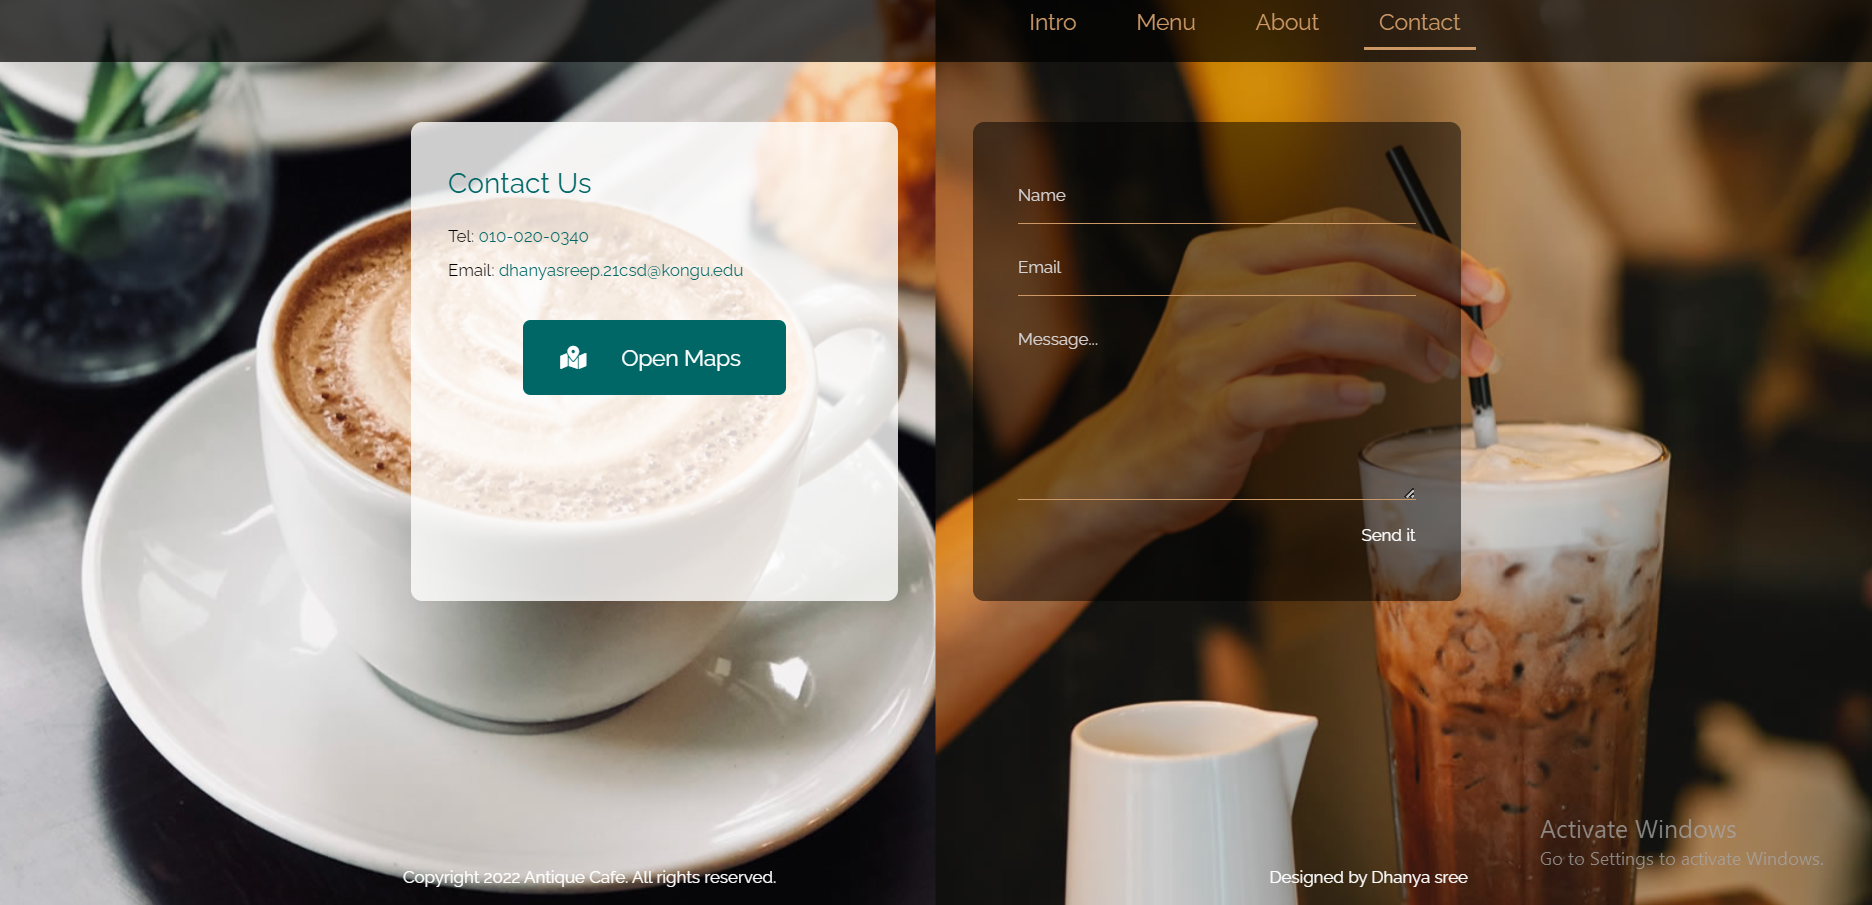 Intro Menu About Contact
Contact Us
Tel: 010-020-0340
Email: dhanyasreep.21csd@kongu.edu
Open Maps
Name
Email
Message...
Send it
Activate Windows
Go to Settings to activate Windows.
Copyright 2022 Antique Cafe. All rights reserved.
Designed by Dhanya sree